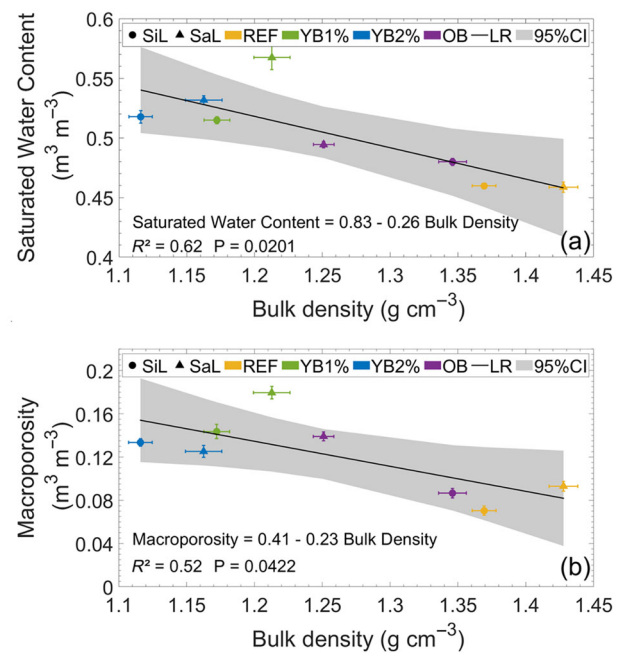 SiL SaL REF YB1% YB2% OB LR 95%CI
0.6
0.55
0.5
0.45
0.4
Saturated Water Content
(m³ m⁻³)
Saturated Water Content = 0.83 - 0.26 Bulk Density
R² = 0.62 P = 0.0201
(a)
1.1 1.15 1.2 1.25 1.3 1.35 1.4 1.45
Bulk density (g cm⁻³)
SiL SaL REF YB1% YB2% OB LR 95%CI
0.2
0.16
0.12
0.08
0.04
0
Macroporosity
(m³ m⁻³)
Macroporosity = 0.41 - 0.23 Bulk Density
R² = 0.52 P = 0.0422
(b)
1.1 1.15 1.2 1.25 1.3 1.35 1.4 1.45
Bulk density (g cm⁻³)